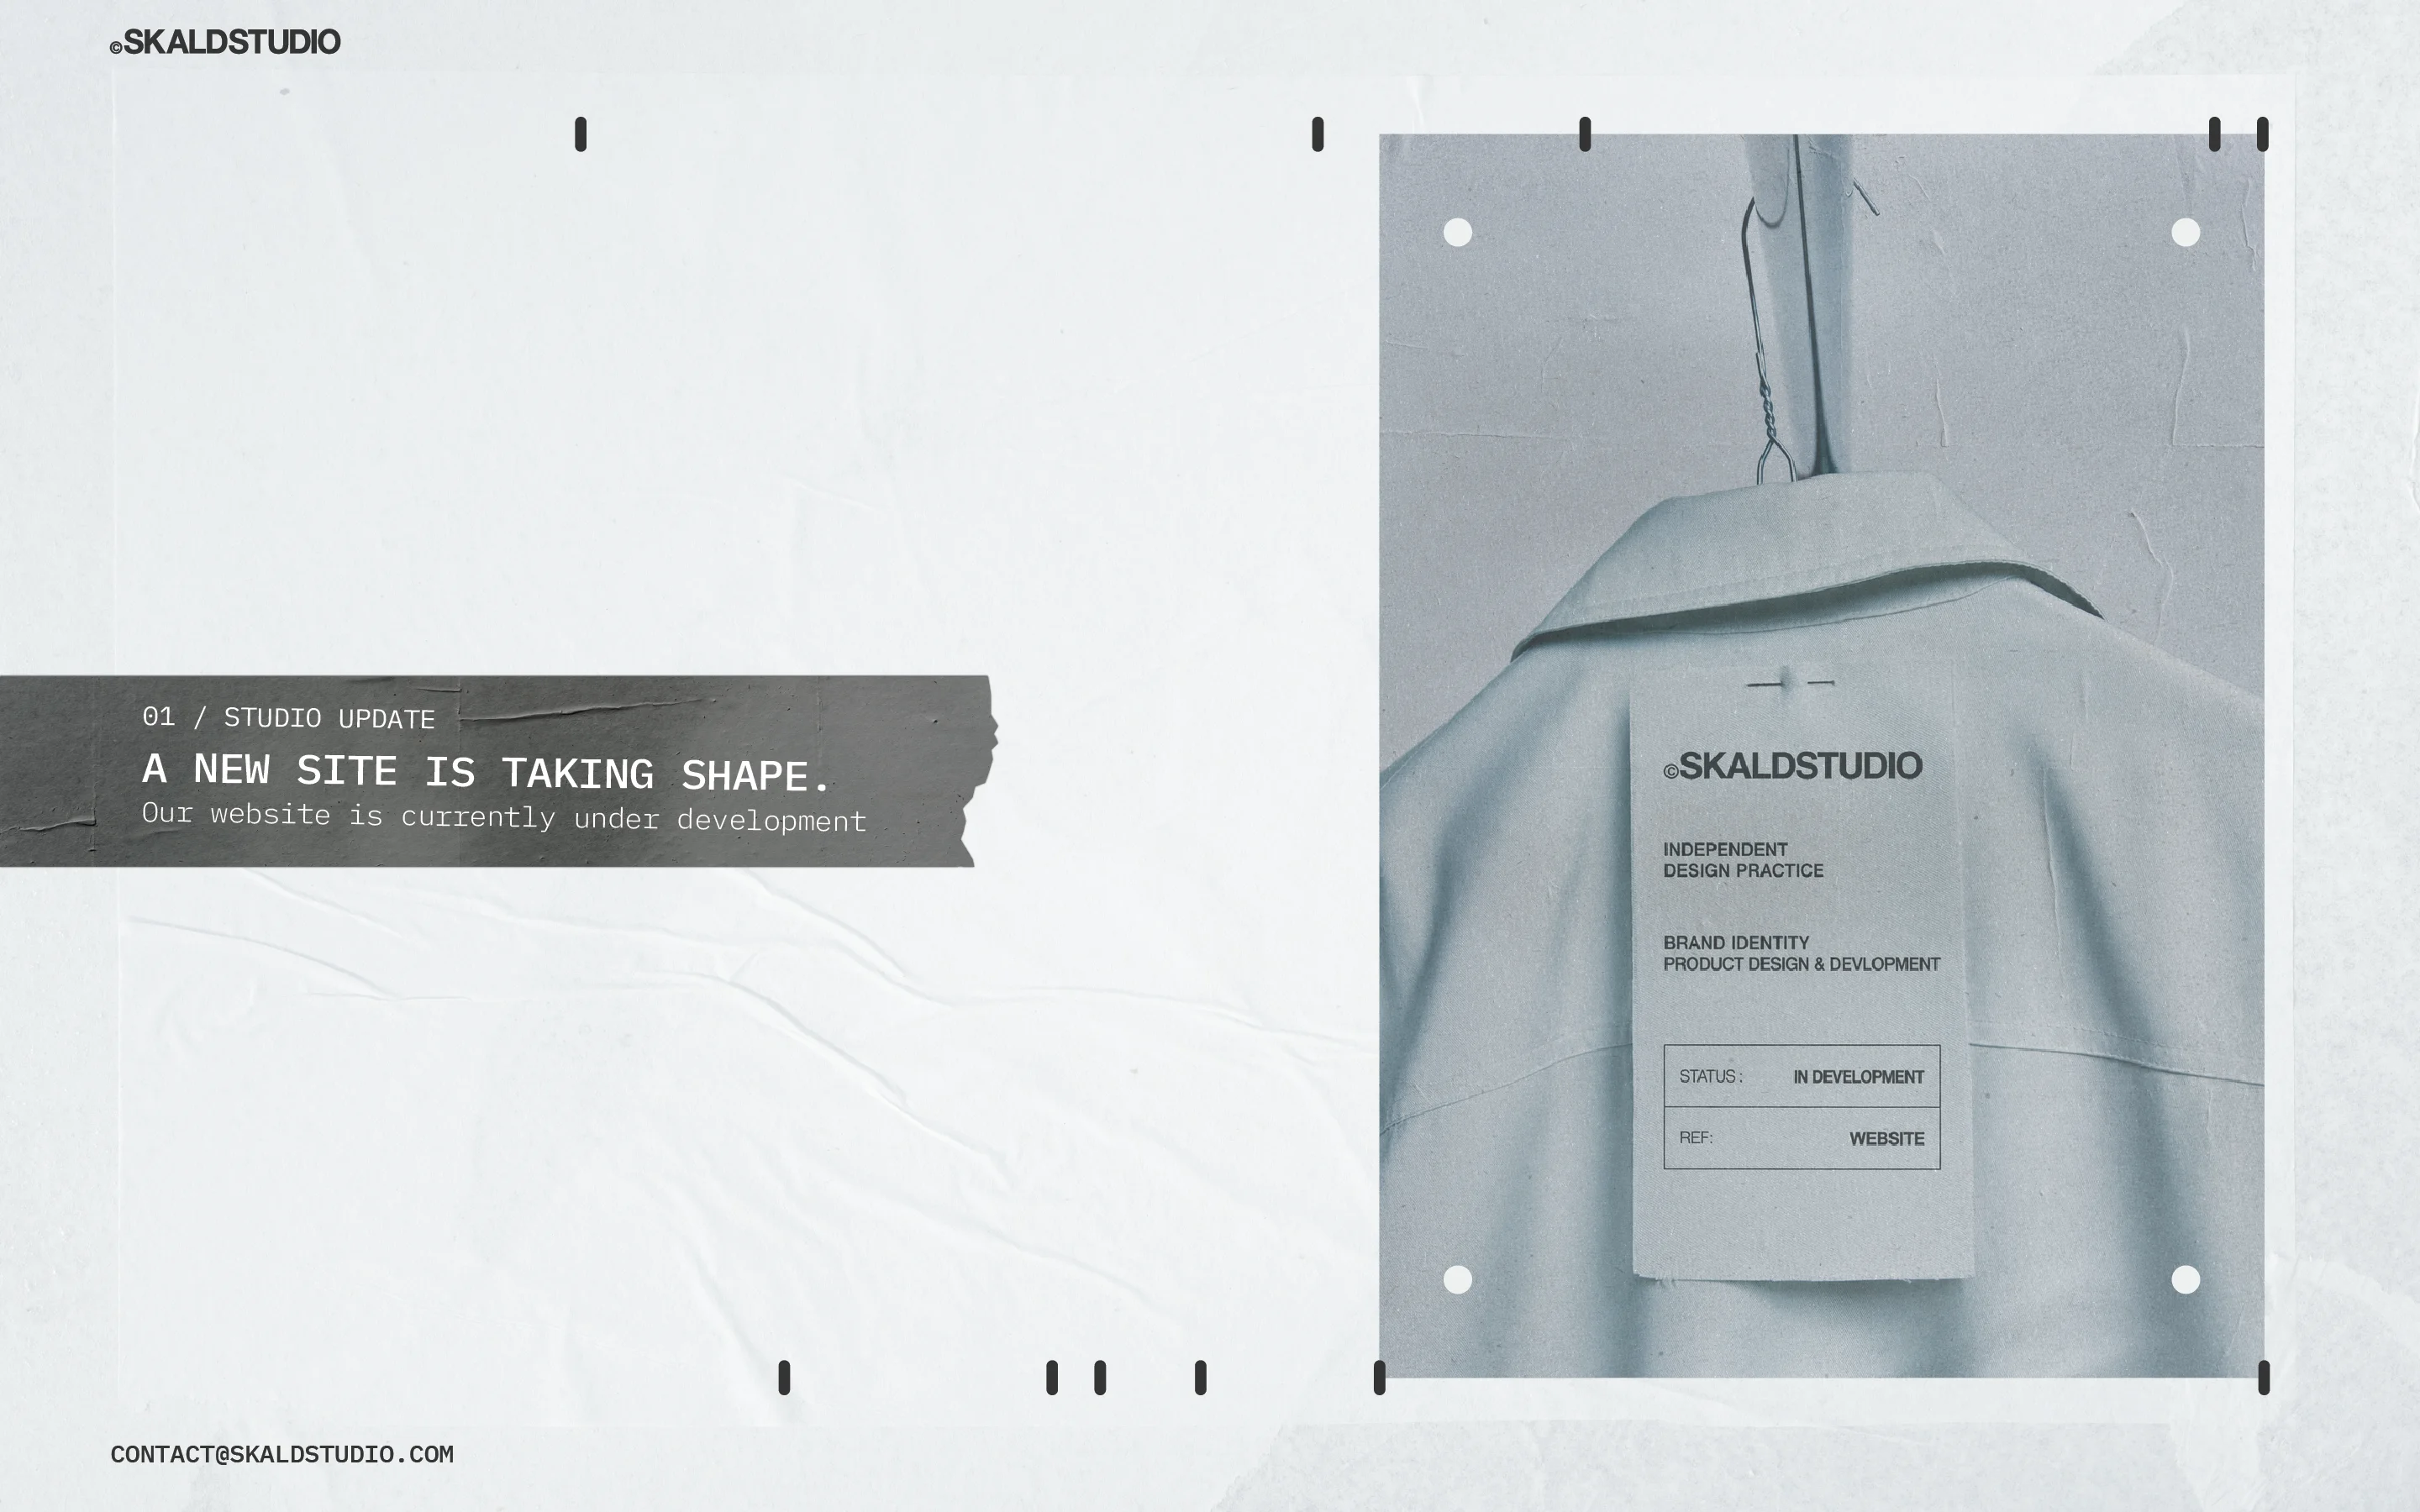 ©SKALDSTUDIO
01 / STUDIO UPDATE
A NEW SITE IS TAKING SHAPE.
Our website is currently under development
©SKALDSTUDIO
INDEPENDENT
DESIGN PRACTICE
BRAND IDENTITY
PRODUCT DESIGN & DEVLOPMENT
STATUS : IN DEVELOPMENT
REF: WEBSITE
CONTACT@SKALDSTUDIO.COM